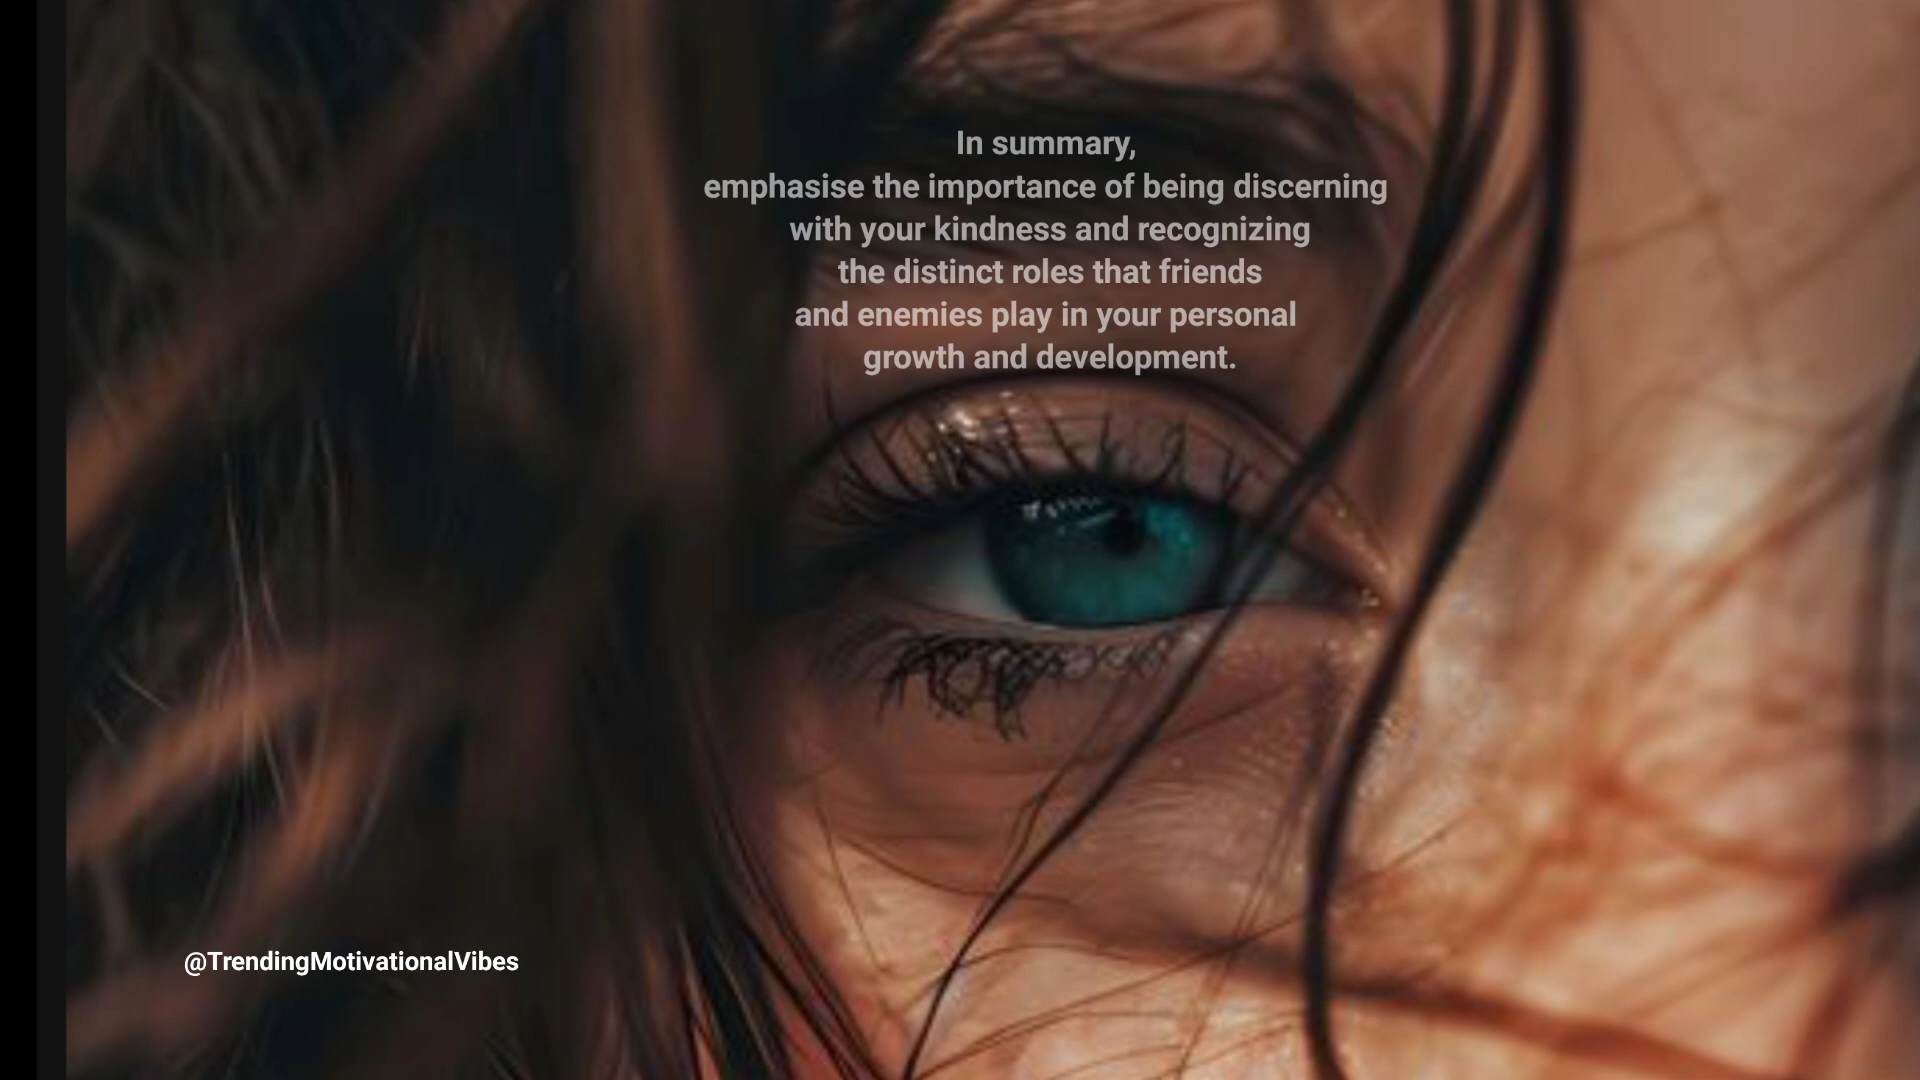 In summary,
emphasise the importance of being discerning
with your kindness and recognizing
the distinct roles that friends
and enemies play in your personal
growth and development.
@TrendingMotivationalVibes